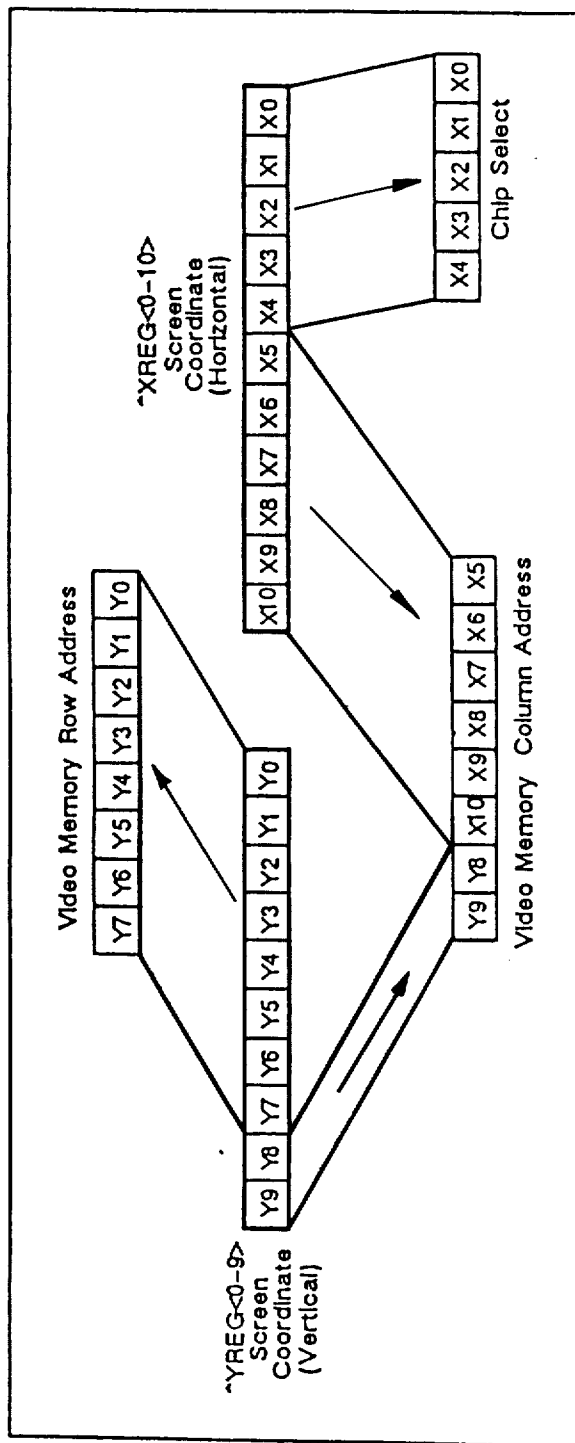 Video Memory Row Address
Y7 Y6 Y5 Y4 Y3 Y2 Y1 Y0
^YREG<0-9>
Screen
Coordinate
(Vertical)
Y9 Y8 Y7 Y6 Y5 Y4 Y3 Y2 Y1 Y0
^XREG<0-10>
Screen
Coordinate
(Horizontal)
X10 X9 X8 X7 X6 X5 X4 X3 X2 X1 X0
Y9 Y8 X10 X9 X8 X7 X6 X5
Video Memory Column Address
X4 X3 X2 X1 X0
Chip Select